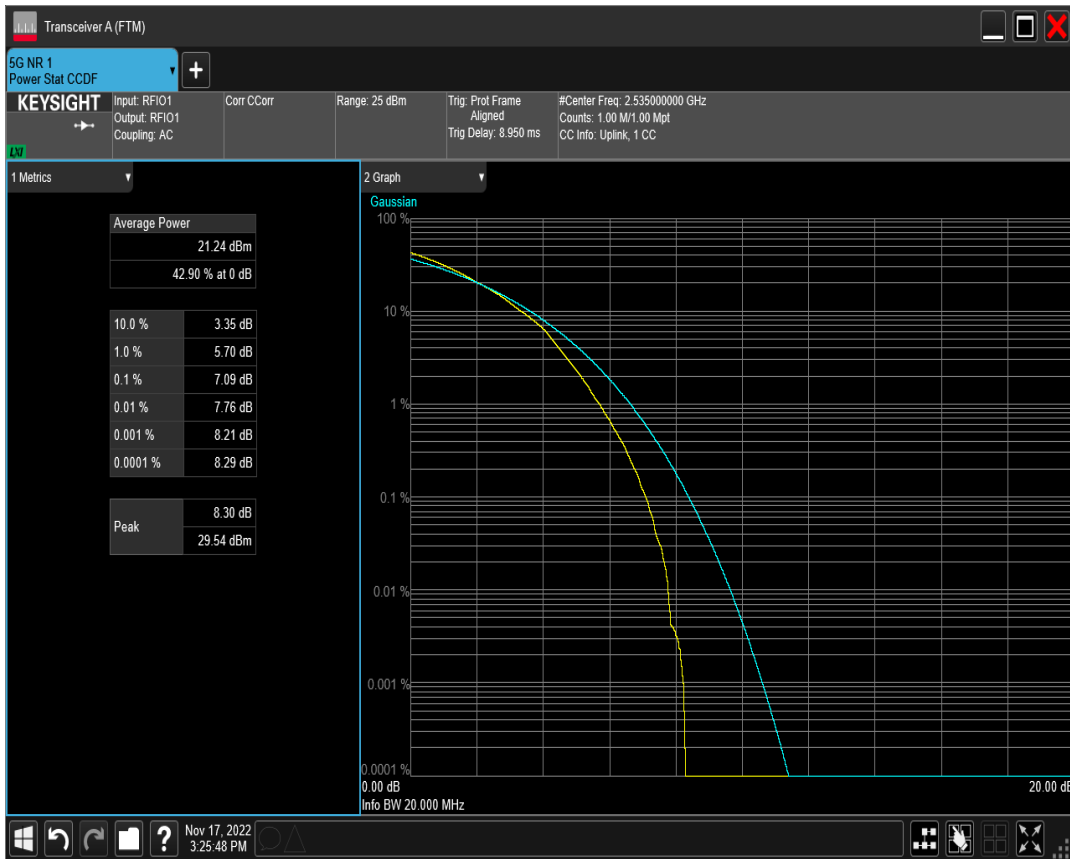 Transceiver A (FTM)
5G NR 1
Power Stat CCDF
+
KEYSIGHT
LXI
Input: RFIO1
Output: RFIO1
Coupling: AC
Corr CCorr
Range: 25 dBm
Trig: Prot Frame
Aligned
Trig Delay: 8.950 ms
#Center Freq: 2.535000000 GHz
Counts: 1.00 M/1.00 Mpt
CC Info: Uplink, 1 CC
1 Metrics
Average Power
21.24 dBm
42.90 % at 0 dB
10.0 % 3.35 dB
1.0 % 5.70 dB
0.1 % 7.09 dB
0.01 % 7.76 dB
0.001 % 8.21 dB
0.0001 % 8.29 dB
Peak 8.30 dB
29.54 dBm
2 Graph
Gaussian
100 %
10 %
1 %
0.1 %
0.01 %
0.001 %
0.0001 %
0.00 dB 20.00 dB
Info BW 20.000 MHz
? Nov 17, 2022
3:25:48 PM